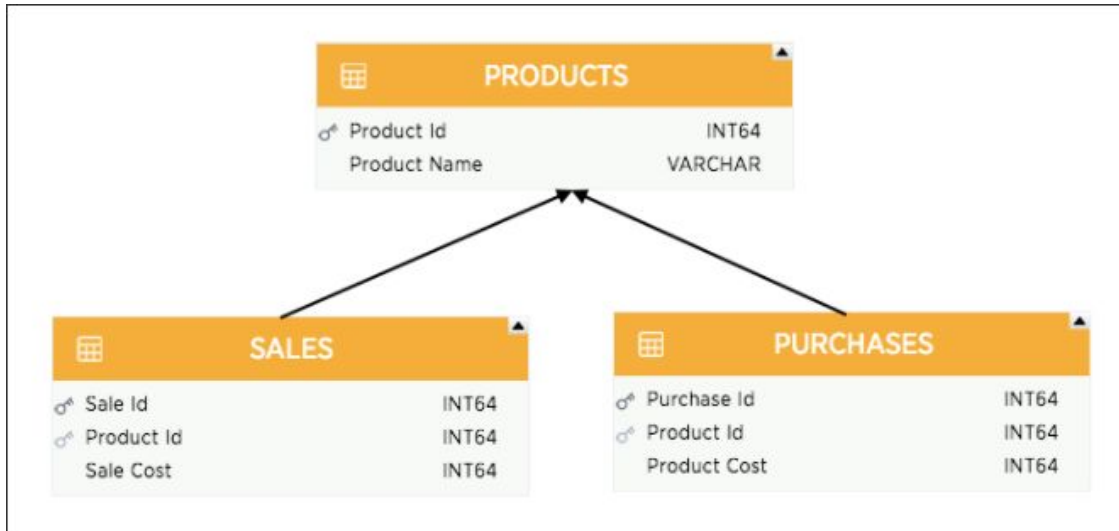 PRODUCTS
Product Id INT64
Product Name VARCHAR
SALES
Sale Id INT64
Product Id INT64
Sale Cost INT64
PURCHASES
Purchase Id INT64
Product Id INT64
Product Cost INT64